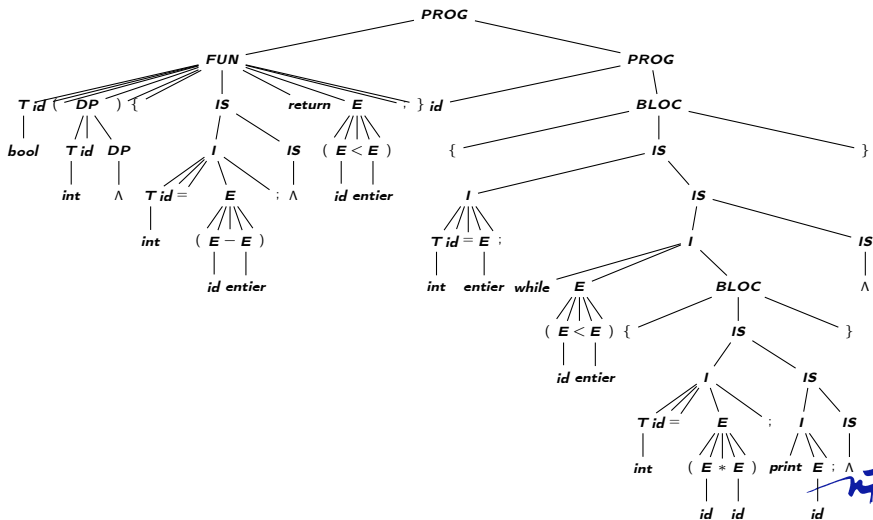 PROG
FUN PROG
T id ( DP ) { IS return E ; } id BLOC
bool T id DP I IS ( E < E ) { IS }
int Λ T id = E ; Λ id entier I IS
int ( E − E ) T id = E ; I IS
id entier int entier while E BLOC Λ
( E < E ) { IS }
id entier I IS
T id = E ; I IS
int ( E * E ) print E ; Λ
id id id